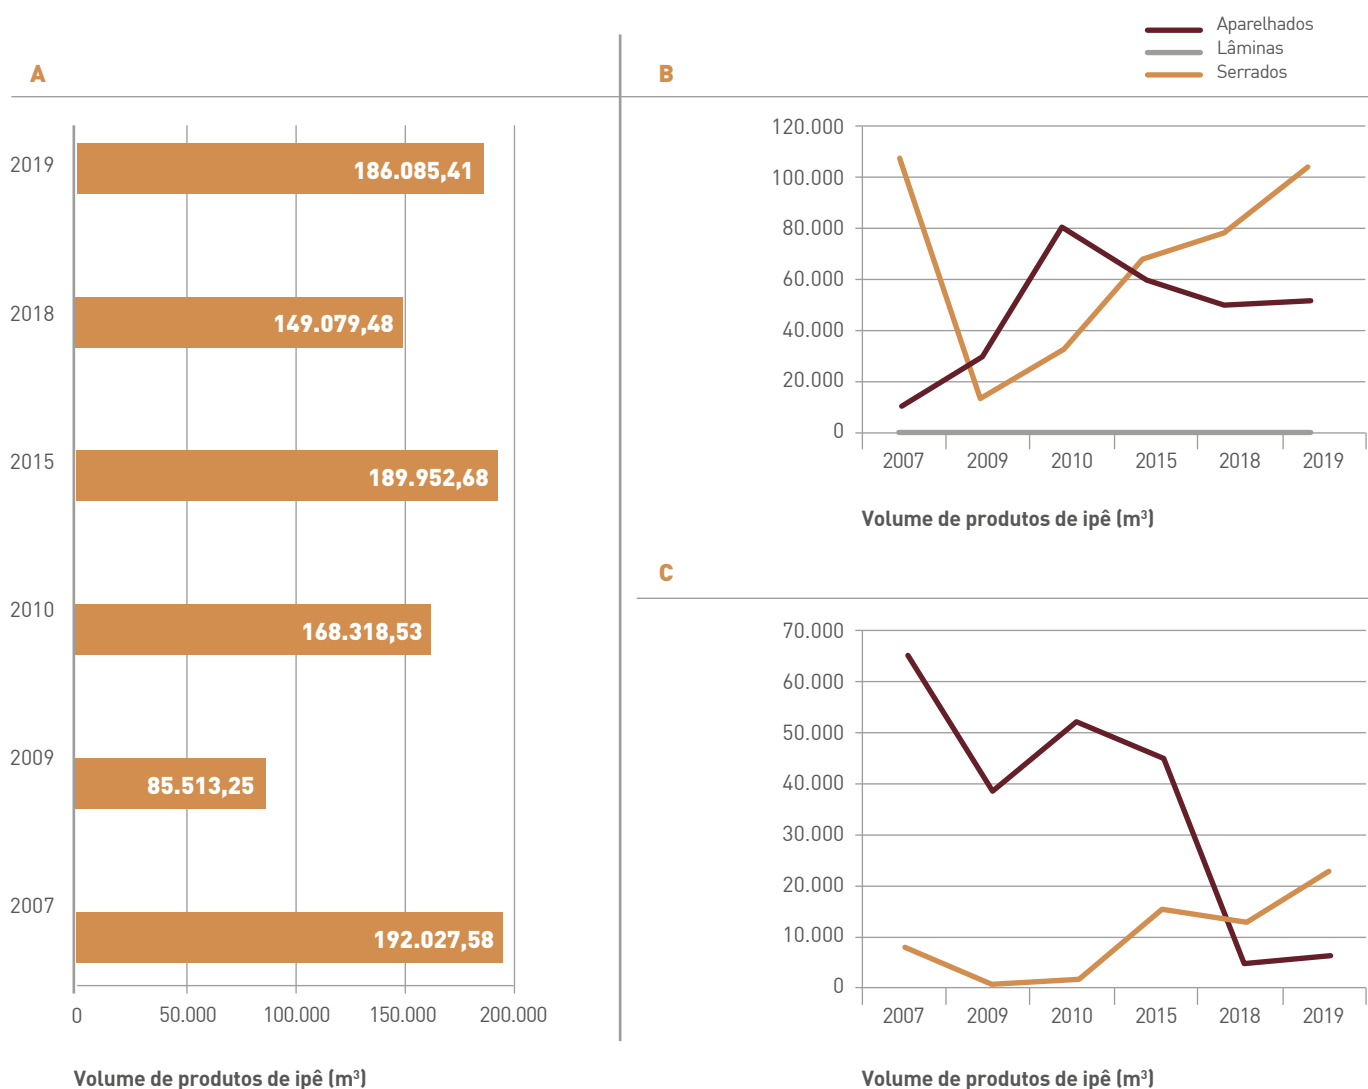 Aparelhados
Lâminas
Serrados
A
2019
186.085,41
2018
149.079,48
2015
189.952,68
2010
168.318,53
2009
85.513,25
2007
192.027,58
0 50.000 100.000 150.000 200.000
Volume de produtos de ipê (m³)
B
120.000
100.000
80.000
60.000
40.000
20.000
0
2007 2009 2010 2015 2018 2019
Volume de produtos de ipê (m³)
C
70.000
60.000
50.000
40.000
30.000
20.000
10.000
0
2007 2009 2010 2015 2018 2019
Volume de produtos de ipê (m³)